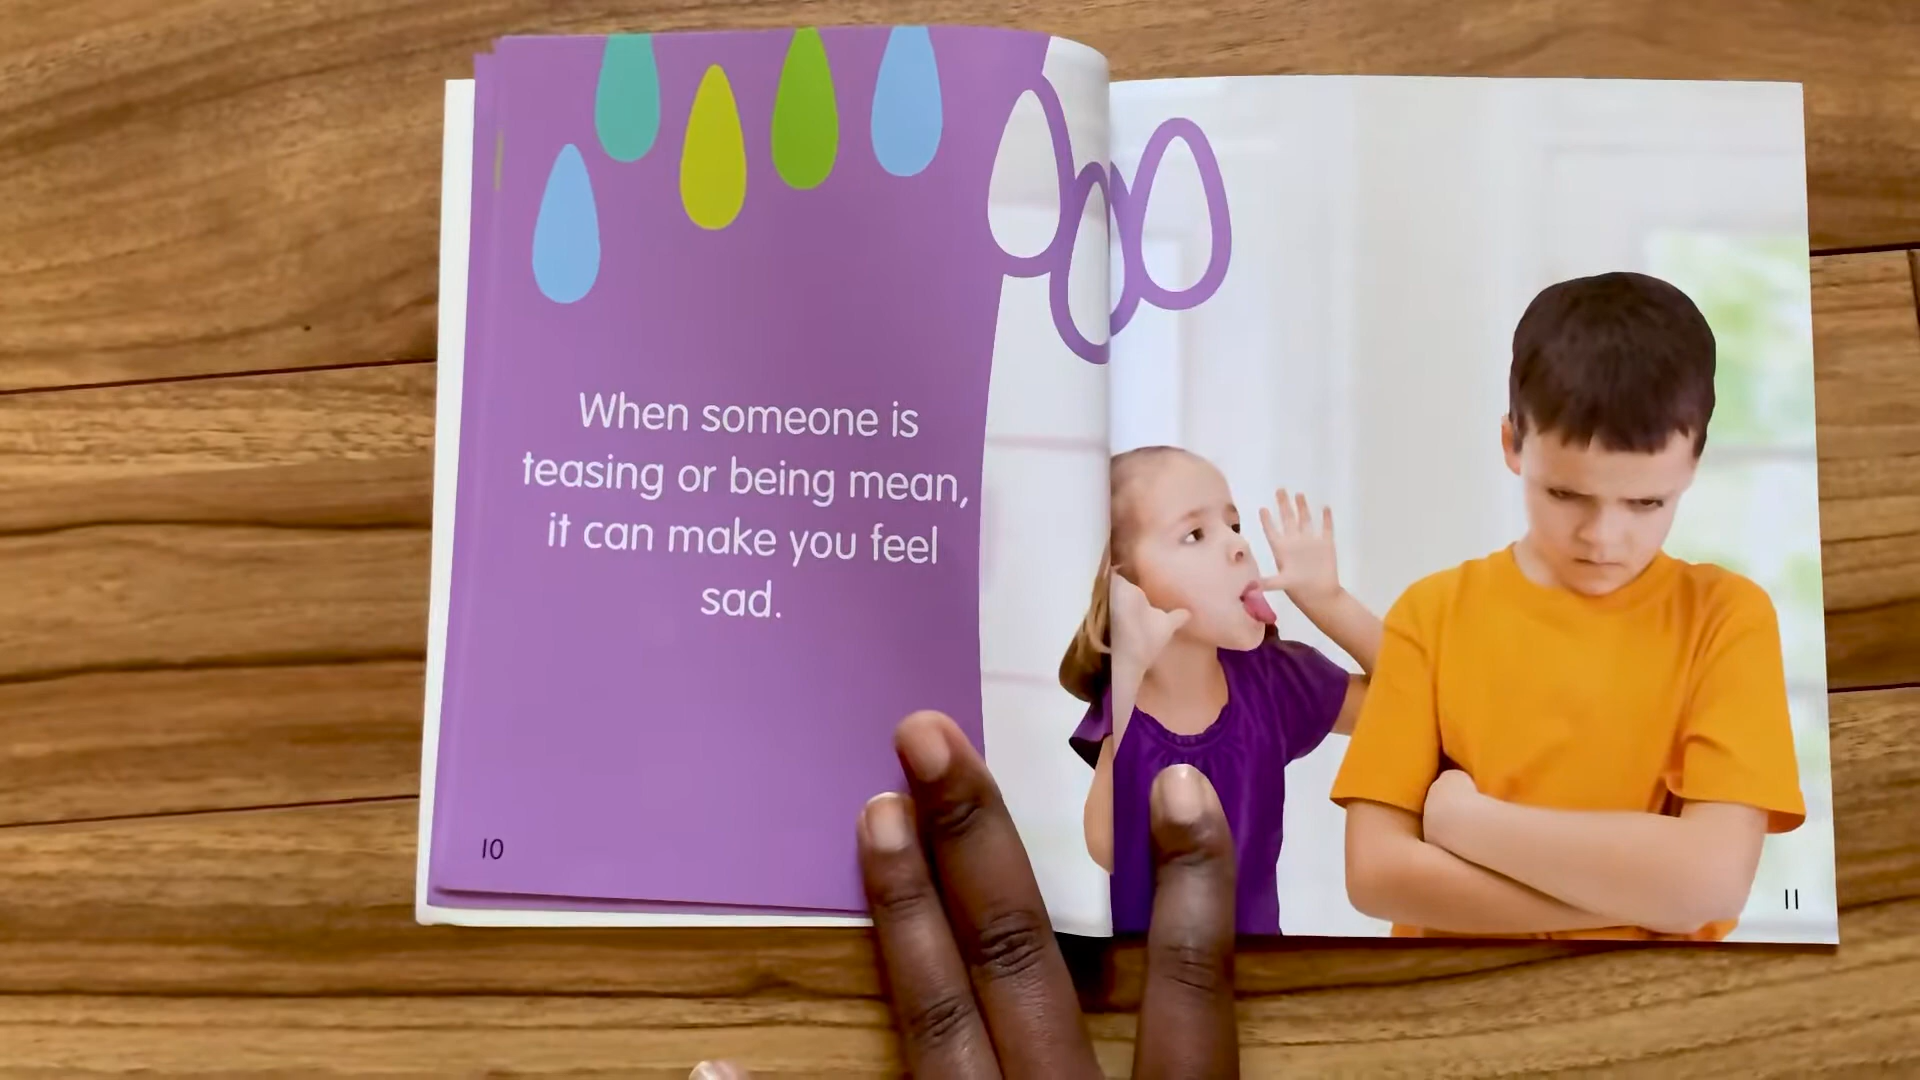 When someone is
teasing or being mean,
it can make you feel
sad.
10
11